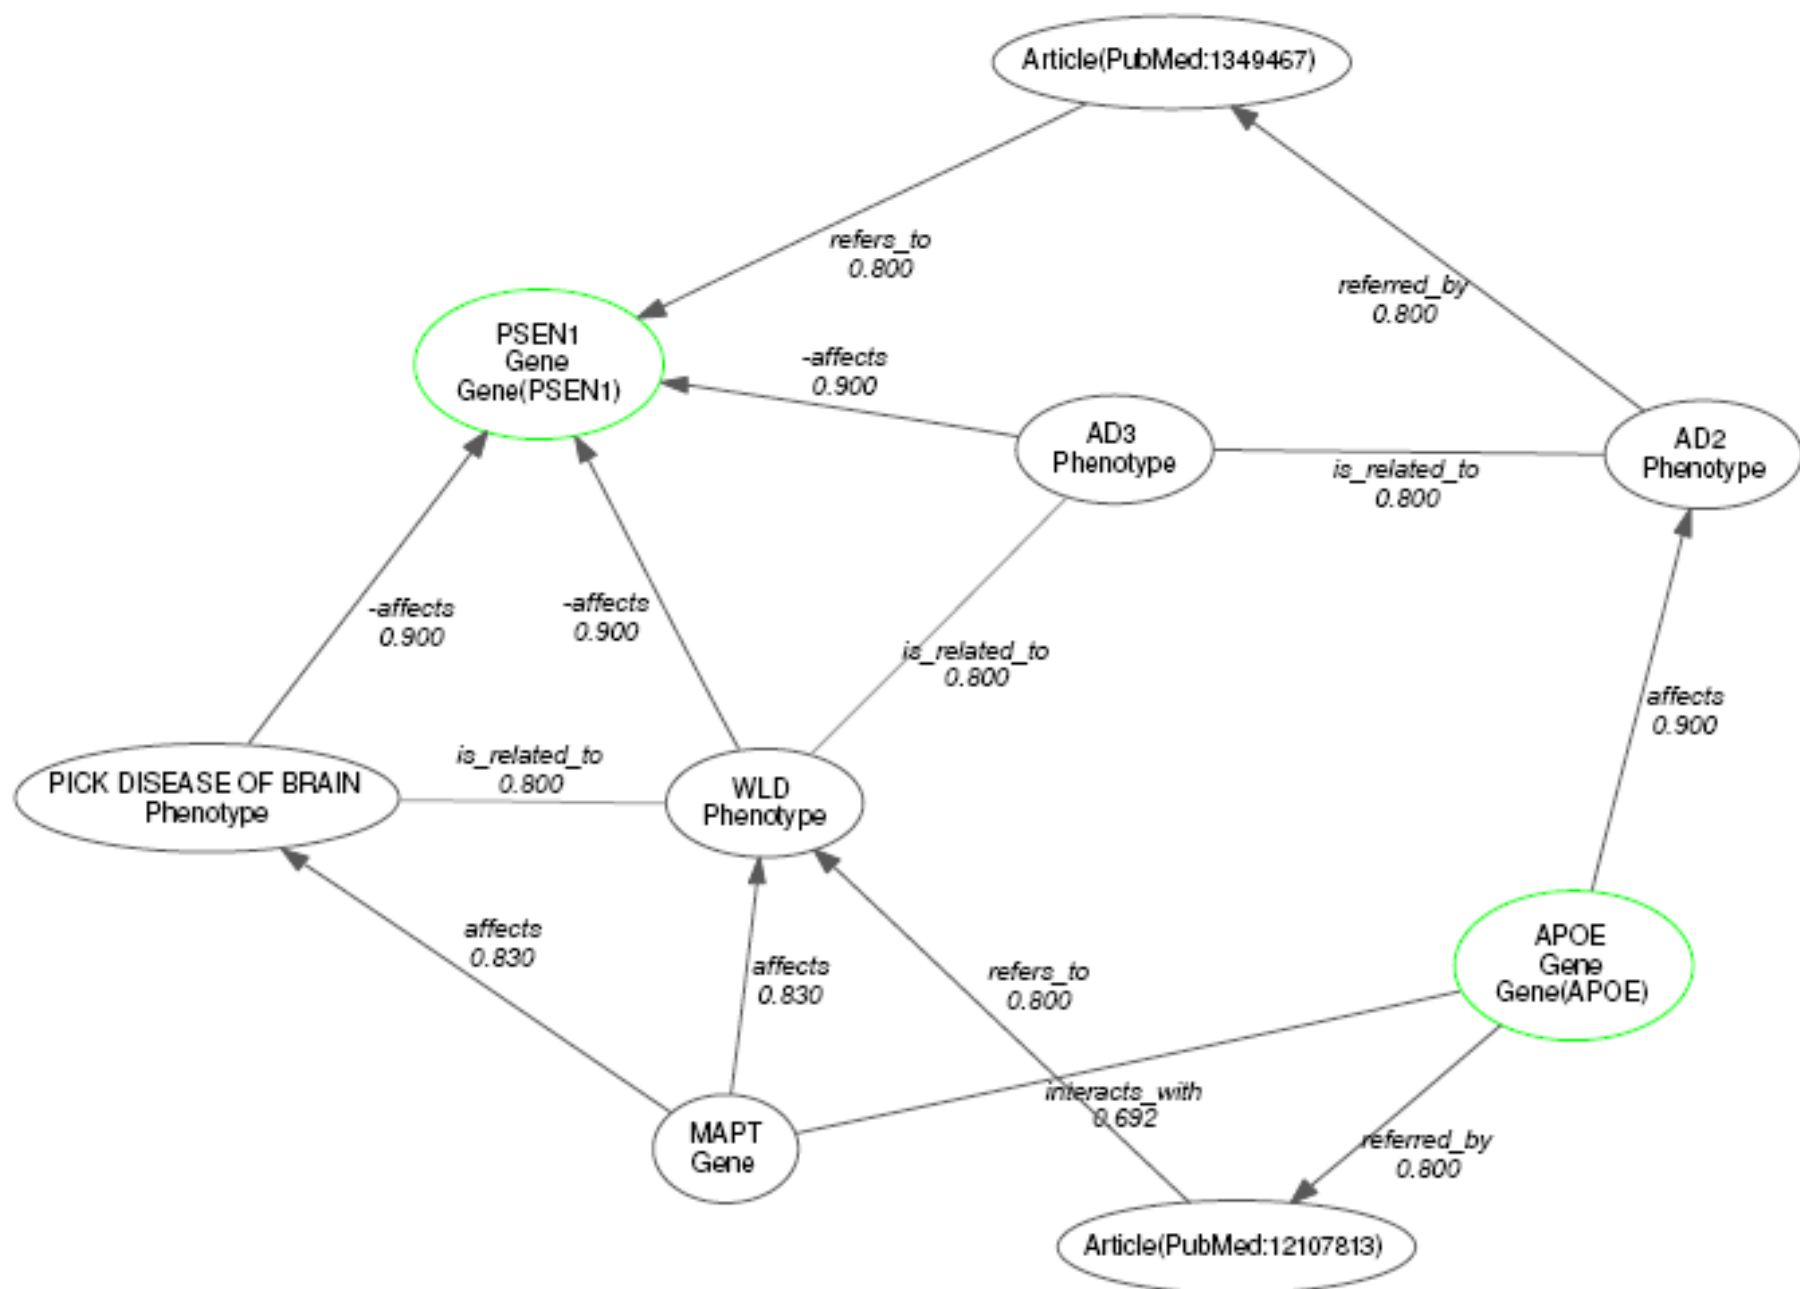 Article(PubMed:1349467)
refers_to
0.800
referred_by
0.800
PSEN1
Gene
Gene(PSEN1)
-affects
0.900
AD3
Phenotype
AD2
Phenotype
is_related_to
0.800
-affects
0.900
-affects
0.900
is_related_to
0.800
affects
0.900
PICK DISEASE OF BRAIN
Phenotype
is_related_to
0.800
WLD
Phenotype
affects
0.830
affects
0.830
refers_to
0.800
APOE
Gene
Gene(APOE)
interacts_with
0.692
MAPT
Gene
referred_by
0.800
Article(PubMed:12107813)